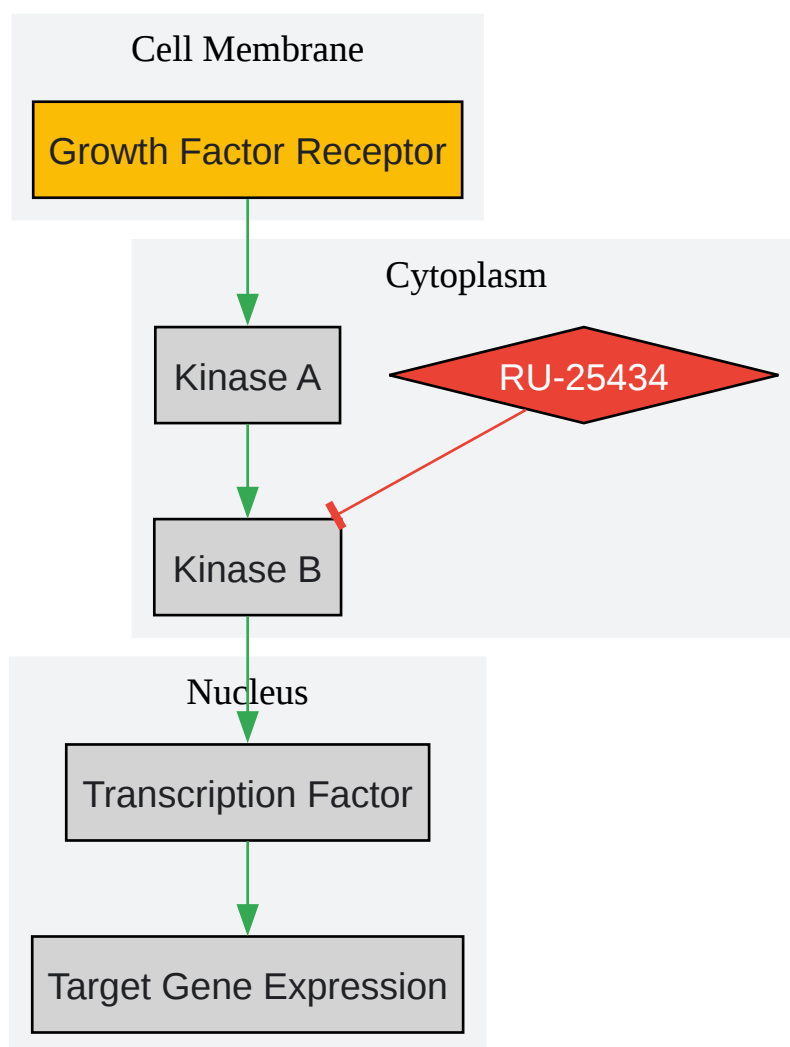 Cell Membrane
Growth Factor Receptor
Cytoplasm
Kinase A
RU-25434
Kinase B
Nucleus
Transcription Factor
Target Gene Expression